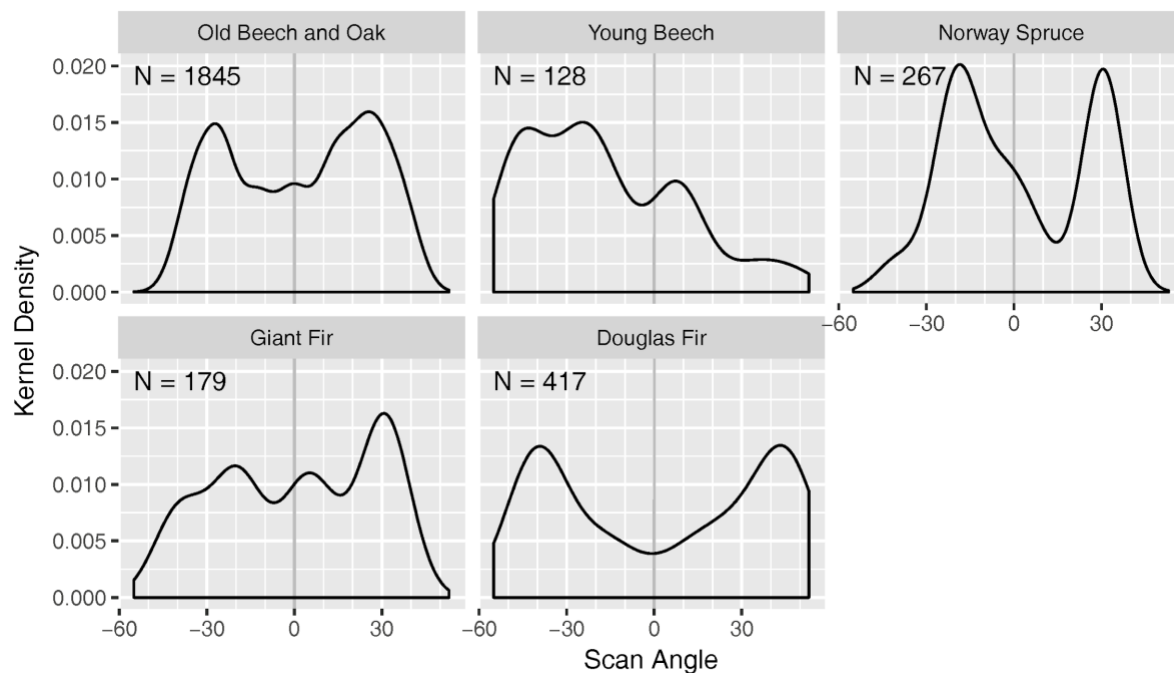 Old Beech and Oak
Young Beech
Norway Spruce
N = 1845
N = 128
N = 267
0.020
0.015
0.010
0.005
0.000
−60
−30
0
30
Giant Fir
Douglas Fir
N = 179
N = 417
0.020
0.015
0.010
0.005
0.000
−60
−30
0
30
−60
−30
0
30
Kernel Density
Scan Angle